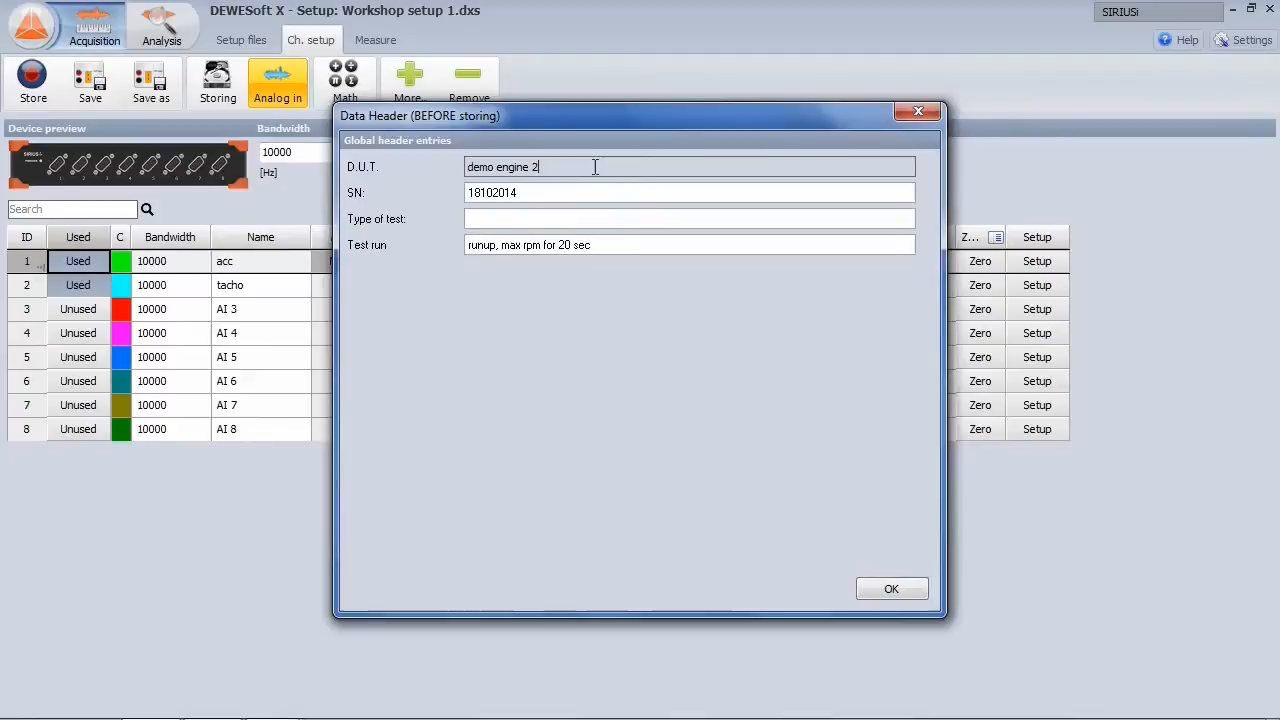 DEWESoft X - Setup: Workshop setup 1.dxs
SIRIUSi
Acquisition
Analysis
Setup files
Ch. setup
Measure
Help
Settings
Store
Save
Save as
Storing
Analog in
Math
More...
Remove
Device preview
Bandwidth
10000
[Hz]
Search
ID Used C Bandwidth Name Z... Setup
1 Used 10000 acc Zero Setup
2 Used 10000 tacho Zero Setup
3 Unused 10000 AI 3 Zero Setup
4 Unused 10000 AI 4 Zero Setup
5 Unused 10000 AI 5 Zero Setup
6 Unused 10000 AI 6 Zero Setup
7 Unused 10000 AI 7 Zero Setup
8 Unused 10000 AI 8 Zero Setup
Data Header (BEFORE storing)
Global header entries
D.U.T. demo engine 2
SN: 18102014
Type of test:
Test run runup, max rpm for 20 sec
OK